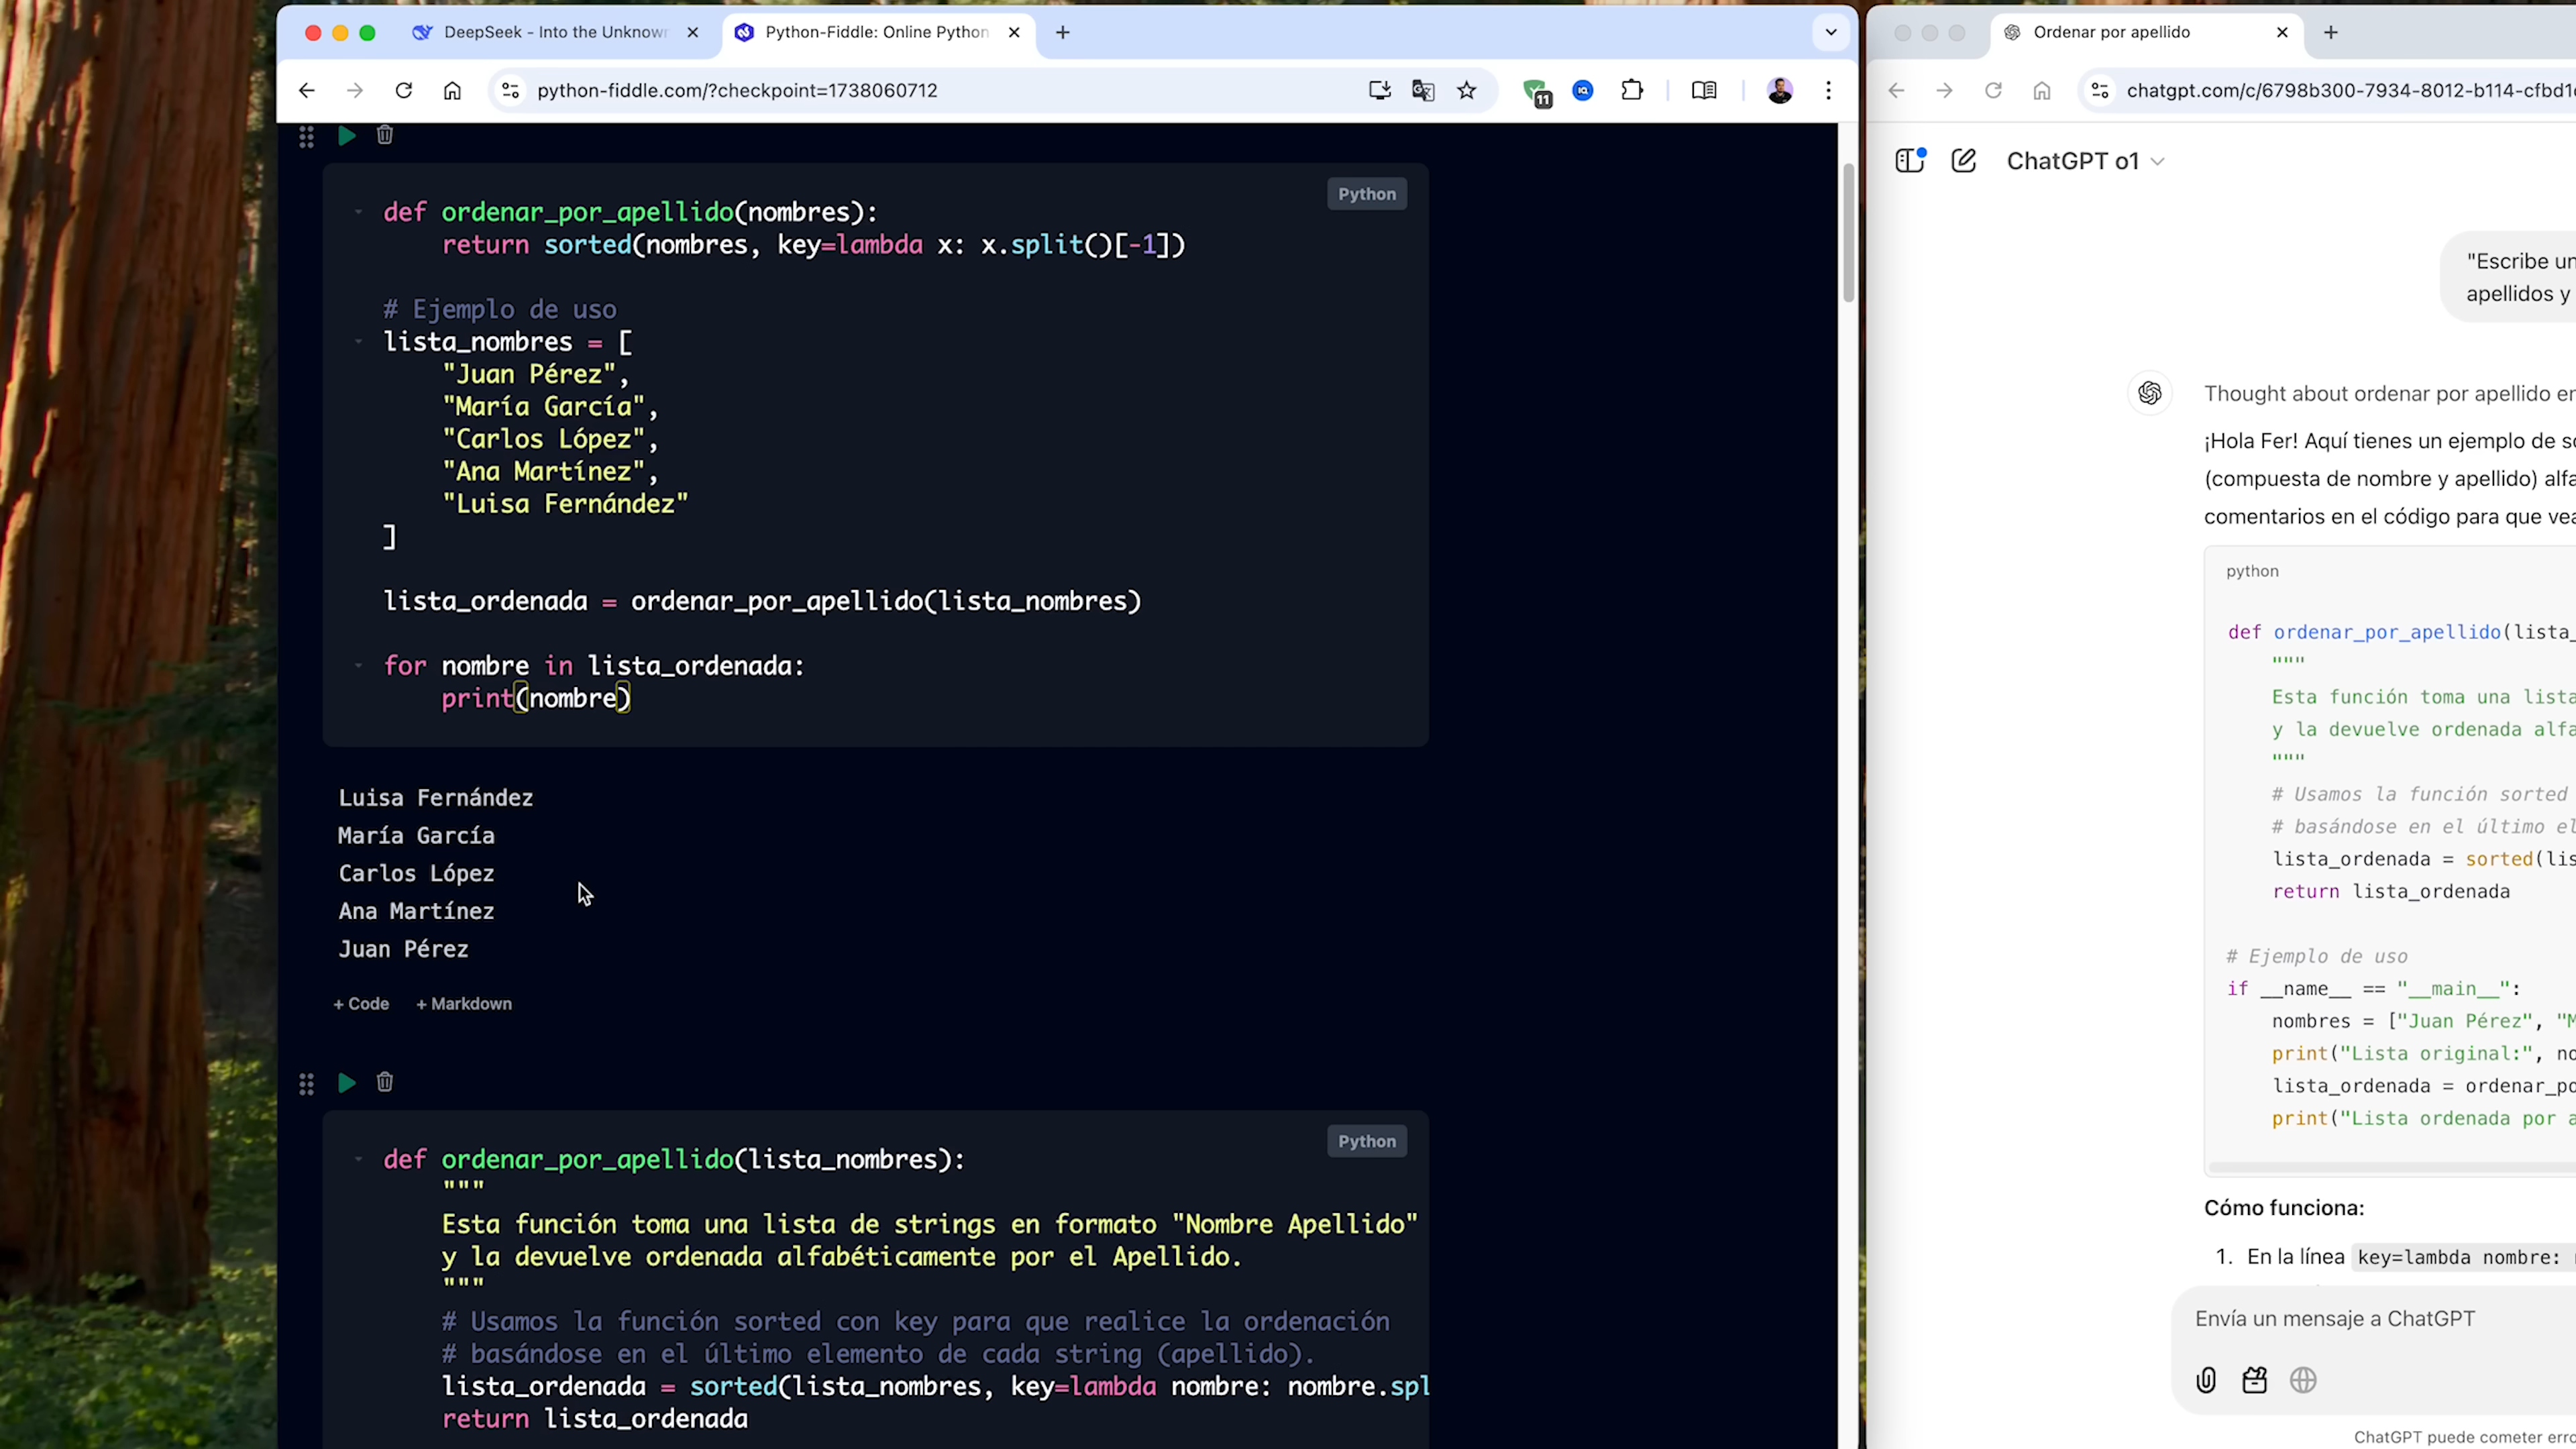 DeepSeek - Into the Unknown
Python-Fiddle: Online Python
python-fiddle.com/?checkpoint=1738060712
11
Python
def ordenar_por_apellido(nombres):
    return sorted(nombres, key=lambda x: x.split()[-1])
# Ejemplo de uso
lista_nombres = [
    "Juan Pérez",
    "María García",
    "Carlos López",
    "Ana Martínez",
    "Luisa Fernández"
]
lista_ordenada = ordenar_por_apellido(lista_nombres)
for nombre in lista_ordenada:
    print(nombre)
Luisa Fernández
María García
Carlos López
Ana Martínez
Juan Pérez
+ Code + Markdown
Python
def ordenar_por_apellido(lista_nombres):
    """
    Esta función toma una lista de strings en formato "Nombre Apellido"
    y la devuelve ordenada alfabéticamente por el Apellido.
    """
    # Usamos la función sorted con key para que realice la ordenación
    # basándose en el último elemento de cada string (apellido).
    lista_ordenada = sorted(lista_nombres, key=lambda nombre: nombre.spl
    return lista_ordenada
Ordenar por apellido
chatgpt.com/c/6798b300-7934-8012-b114-cfbd1
ChatGPT o1
"Escribe un
apellidos y
Thought about ordenar por apellido en
¡Hola Fer! Aquí tienes un ejemplo de
(compuesta de nombre y apellido) alfa
comentarios en el código para que vea
python
def ordenar_por_apellido(lista_
    """
    Esta función toma una lista
    y la devuelve ordenada alfa
    """
    # Usamos la función sorted
    # basándose en el último el
    lista_ordenada = sorted(lis
    return lista_ordenada
# Ejemplo de uso
if __name__ == "__main__":
    nombres = ["Juan Pérez", "M
    print("Lista original:", no
    lista_ordenada = ordenar_po
    print("Lista ordenada por a
Cómo funciona:
1. En la línea key=lambda nombre:
Envía un mensaje a ChatGPT
ChatGPT puede cometer erro